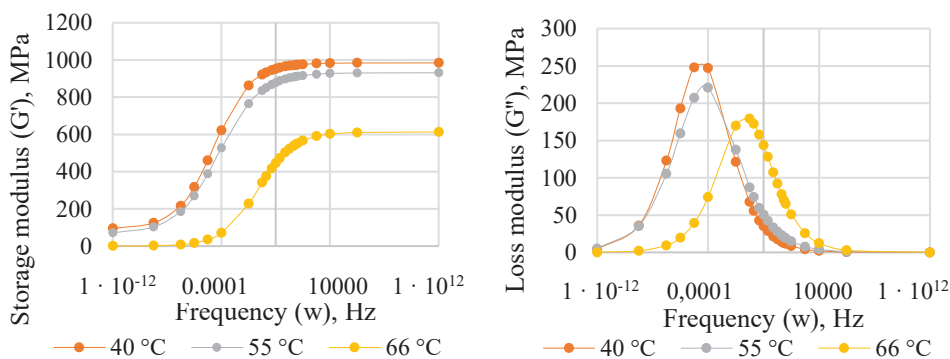 Storage modulus (G'), MPa
1200
1000
800
600
400
200
0
1 · 10⁻¹² 0.0001 10000 1 · 10¹²
Frequency (w), Hz
40 °C 55 °C 66 °C
Loss modulus (G"), MPa
300
250
200
150
100
50
0
1 · 10⁻¹² 0,0001 10000 1 · 10¹²
Frequency (w), Hz
40 °C 55 °C 66 °C